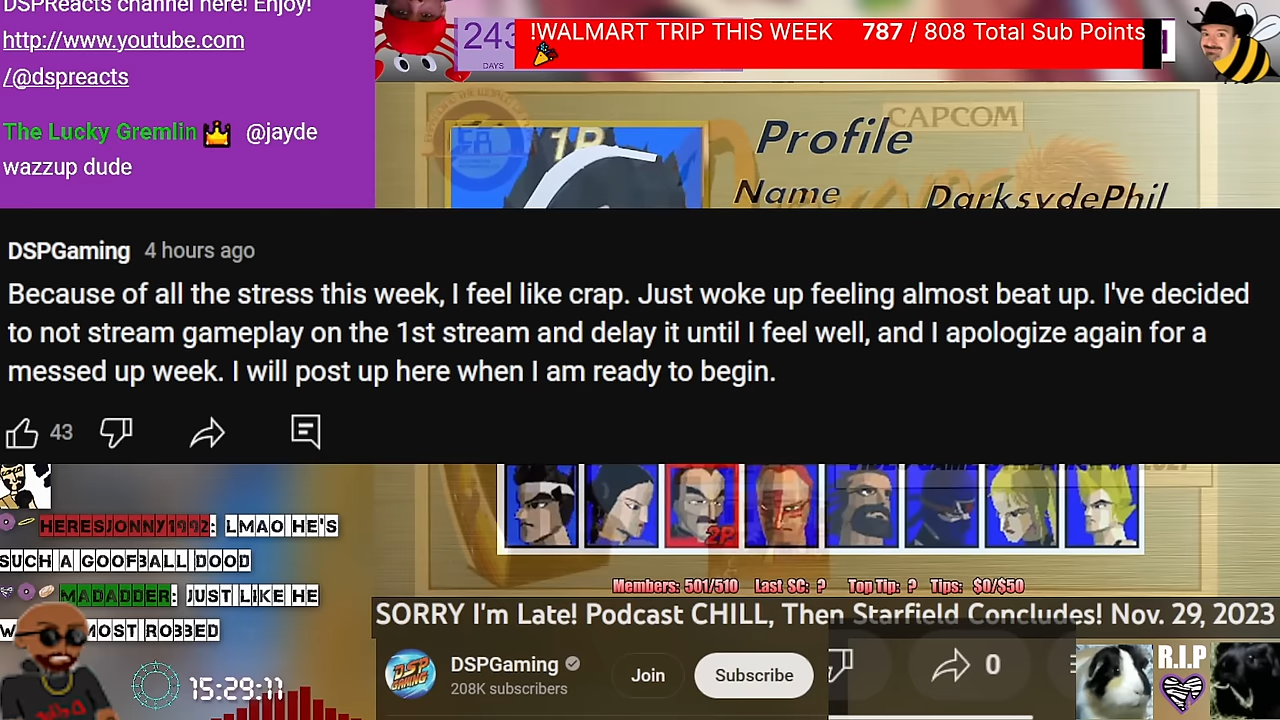 DSPReacts channel here! Enjoy!
http://www.youtube.com
/@dspreacts
The Lucky Gremlin @jayde
wazzup dude
243
DAYS
!WALMART TRIP THIS WEEK 787 / 808 Total Sub Points
CAPCOM
1P
Profile
Name DarksydePhil
DSPGaming 4 hours ago
Because of all the stress this week, I feel like crap. Just woke up feeling almost beat up. I've decided
to not stream gameplay on the 1st stream and delay it until I feel well, and I apologize again for a
messed up week. I will post up here when I am ready to begin.
43
HERESJONNY1992: LMAO HE'S
SUCH A GOOFBALL DOOD
MADADDER: JUST LIKE HE
MOST ROBBED
2P
Members: 501/510 Last SC: ? Top Tip: ? Tips: $0/$50
SORRY I'm Late! Podcast CHILL, Then Starfield Concludes! Nov. 29, 2023
DSP
GAMING
DSPGaming
208K subscribers
Join
Subscribe
0
R.I.P
15:29:11